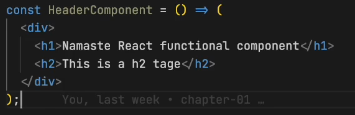 const HeaderComponent = () => (
  <div>
    <h1>Namaste React functional component</h1>
    <h2>This is a h2 tage</h2>
  </div>
);    You, last week • chapter-01 …